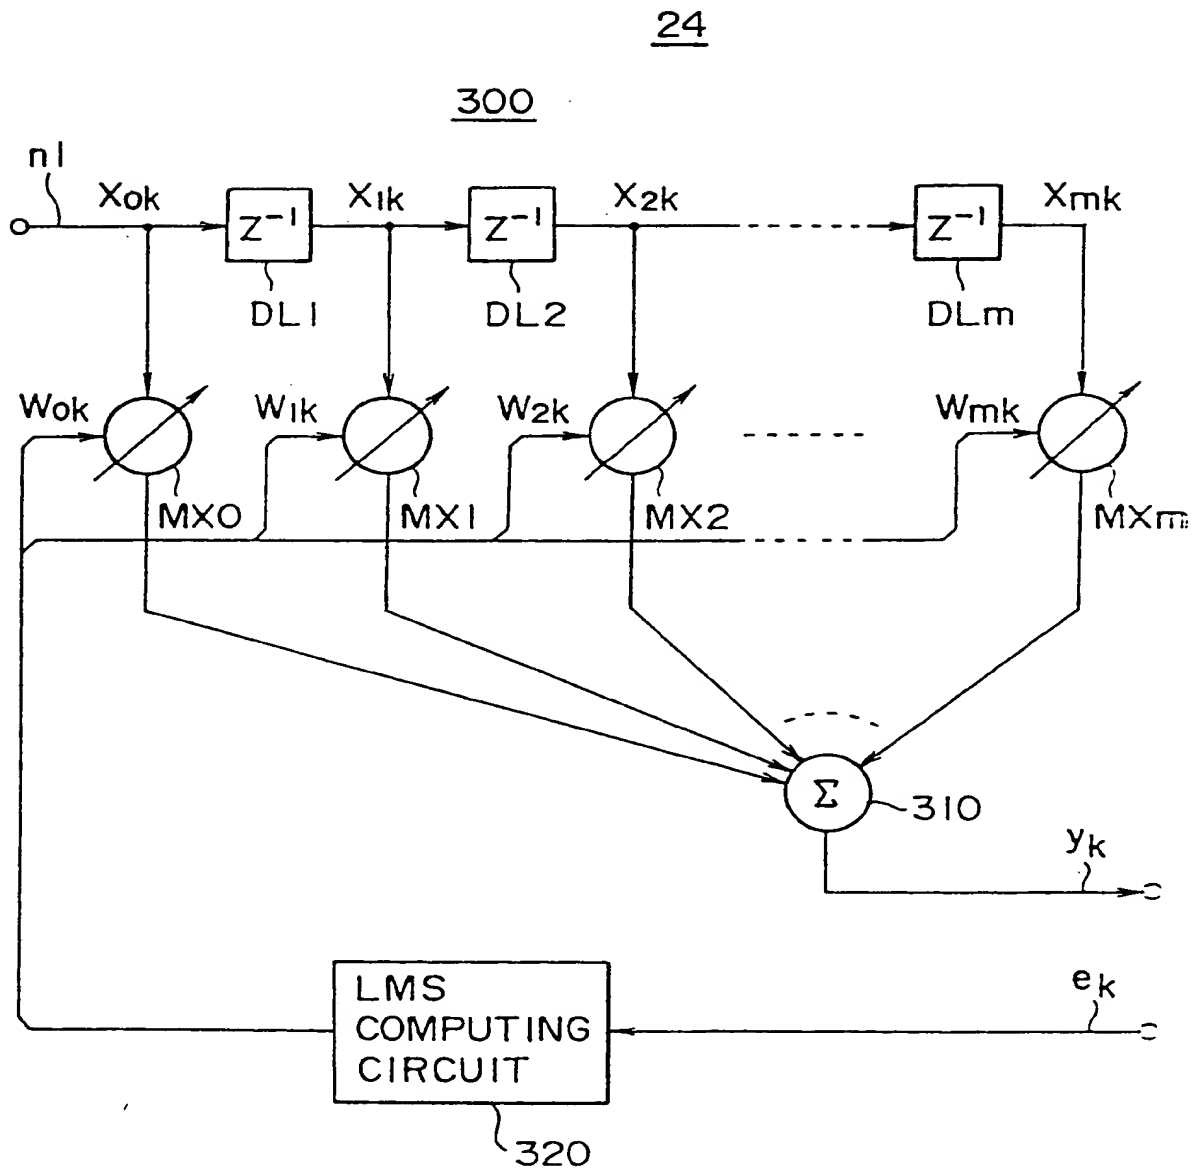 24
300
n1
X0k
Z⁻¹
X1k
Z⁻¹
X2k
Z⁻¹
Xmk
DL1
DL2
DLm
W0k
W1k
W2k
Wmk
MX0
MX1
MX2
MXm
Σ
310
yk
LMS
COMPUTING
CIRCUIT
ek
320